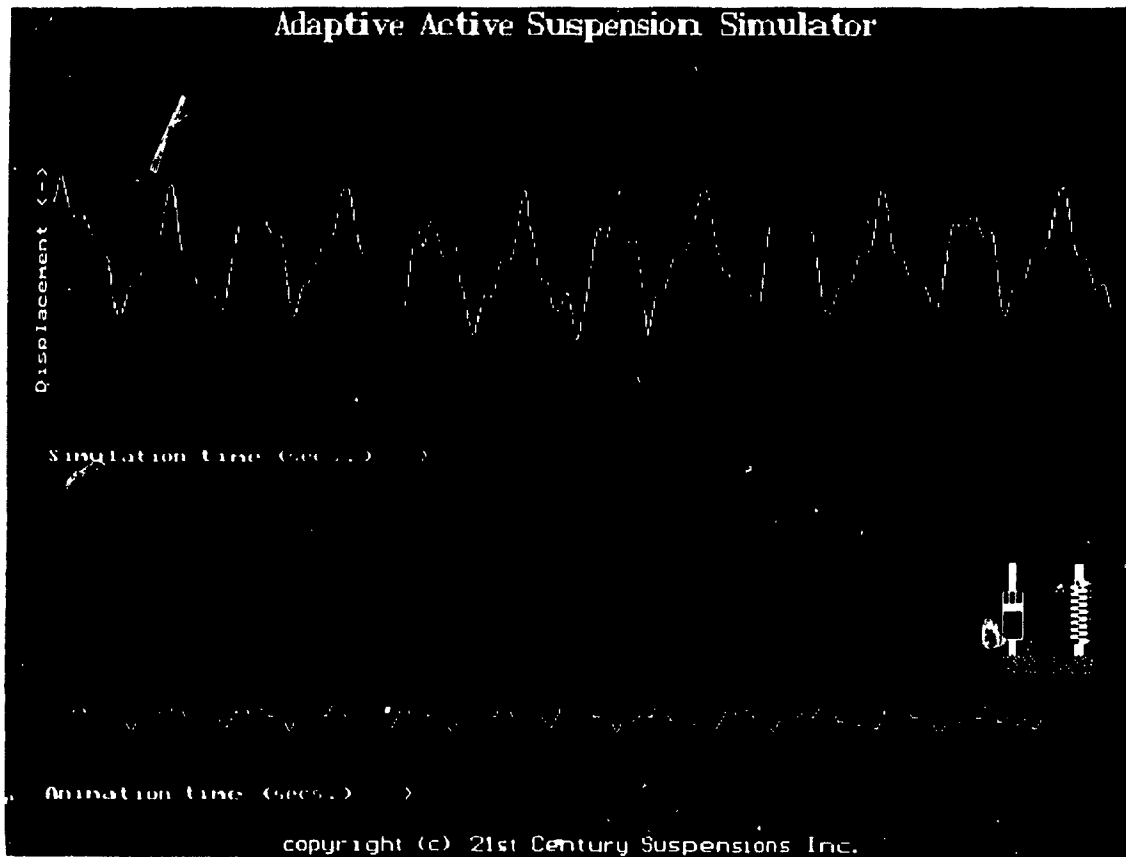 Adaptive Active Suspension Simulator
Displacement <->
Simulation time (secs.) >
Animation time (secs.) >
copyright (c) 21st Century Suspensions Inc.